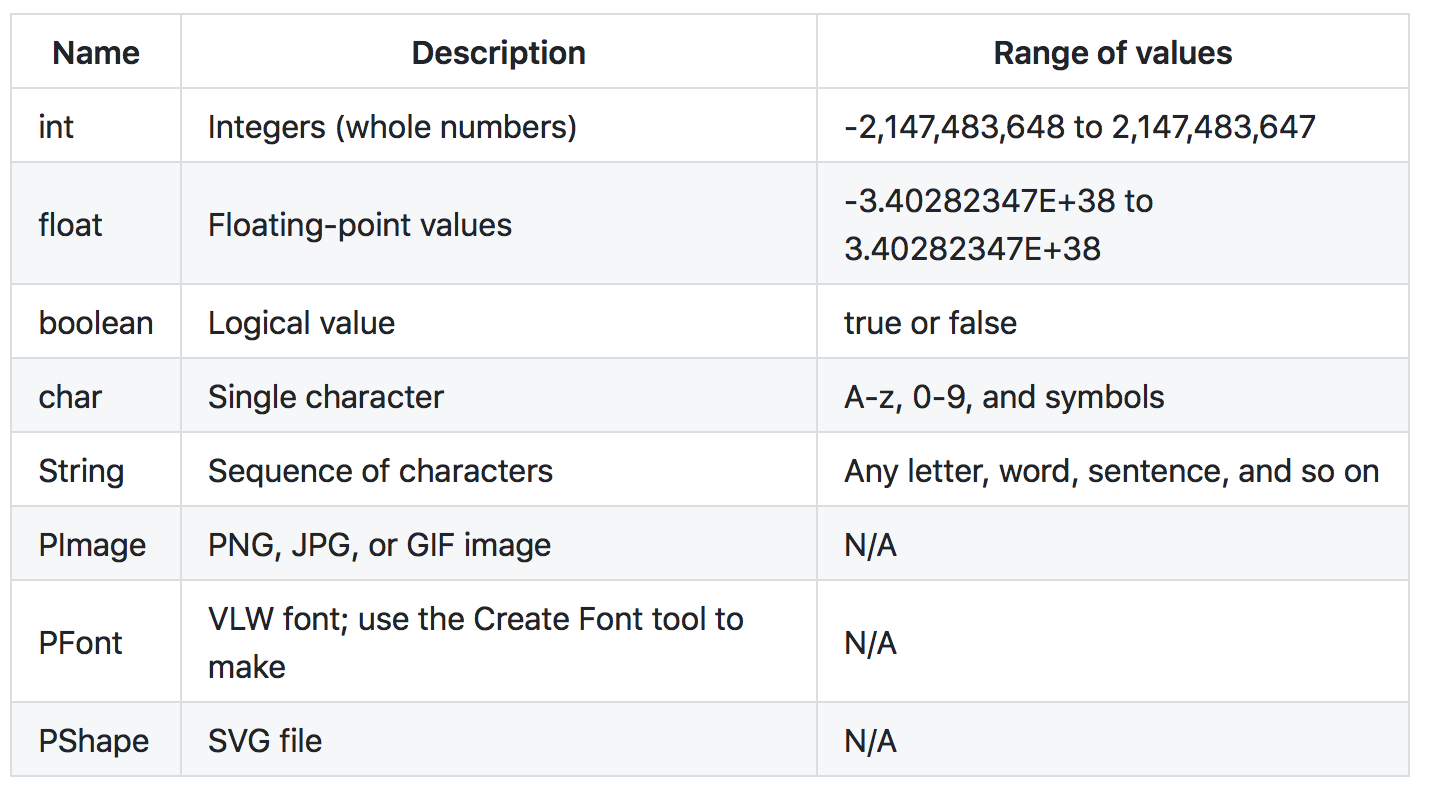 Name Description Range of values
int Integers (whole numbers) -2,147,483,648 to 2,147,483,647
float Floating-point values -3.40282347E+38 to
3.40282347E+38
boolean Logical value true or false
char Single character A-z, 0-9, and symbols
String Sequence of characters Any letter, word, sentence, and so on
PImage PNG, JPG, or GIF image N/A
PFont VLW font; use the Create Font tool to
make N/A
PShape SVG file N/A